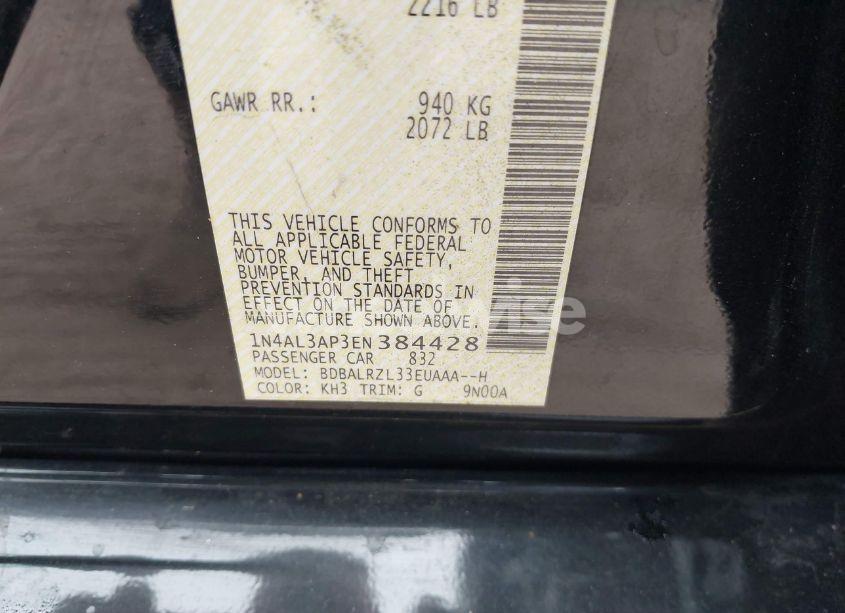 2216 LB
GAWR RR.: 940 KG
2072 LB
THIS VEHICLE CONFORMS TO
ALL APPLICABLE FEDERAL
MOTOR VEHICLE SAFETY,
BUMPER, AND THEFT
PREVENTION STANDARDS IN
EFFECT ON THE DATE OF
MANUFACTURE SHOWN ABOVE.
1N4AL3AP3EN384428
PASSENGER CAR 832
MODEL: BDBALRZL33EUAAA--H
COLOR: KH3 TRIM: G 9N00A